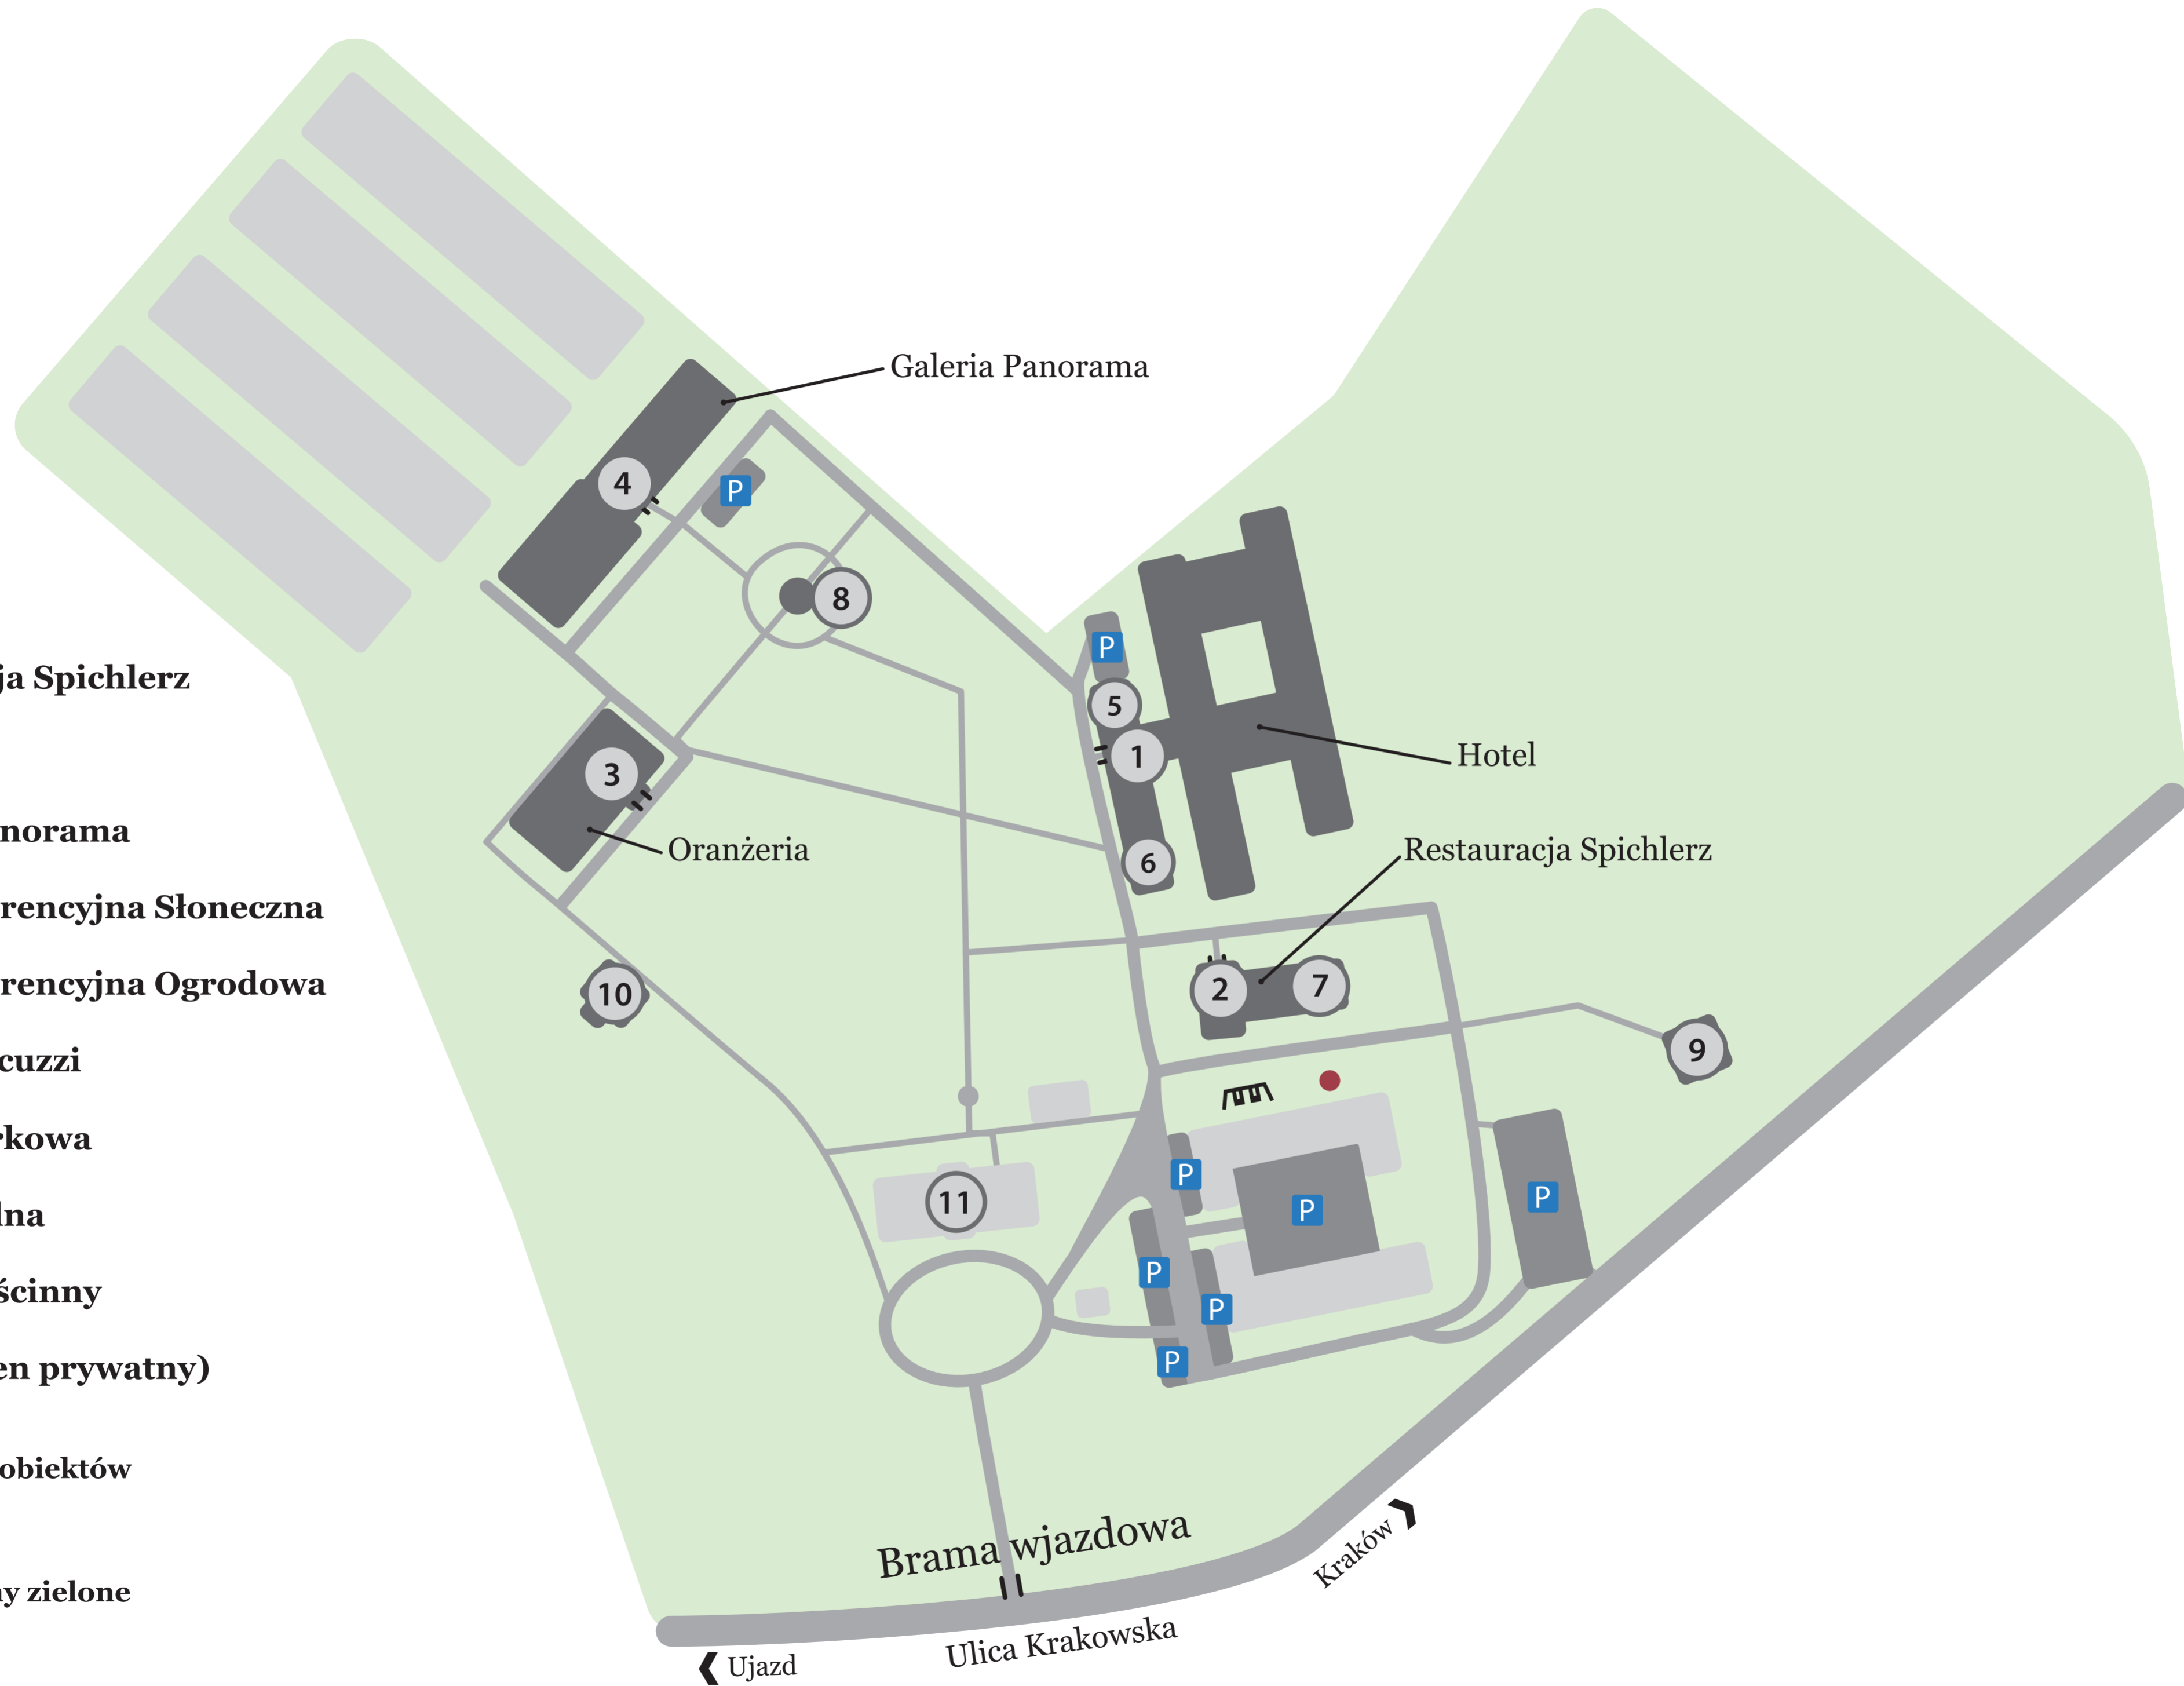 Galeria Panorama
4
P
8
ja Spichlerz
P
5
1
Hotel
3
norama
Oranżeria
6
Restauracja Spichlerz
rencyjna Słoneczna
rencyjna Ogrodowa
10
2
7
9
cuzzi
rkowa
P
P
P
lna
11
P
P
ścinny
P
en prywatny)
obiektów
Brama wjazdowa
Kraków
y zielone
Ulica Krakowska
Ujazd